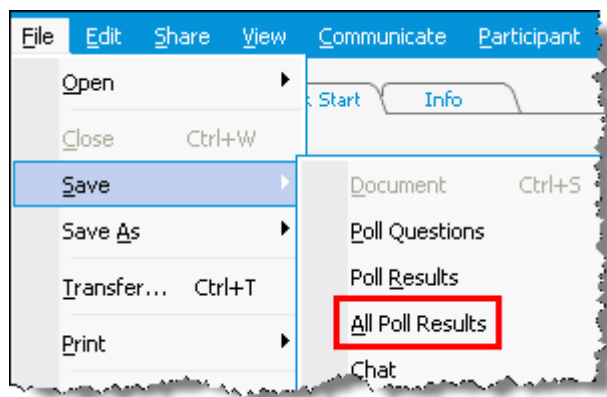 File Edit Share View Communicate Participant
Open
Start Info
Close Ctrl+W
Save
Document Ctrl+S
Save As
Poll Questions
Transfer... Ctrl+T
Poll Results
All Poll Results
Print
Chat